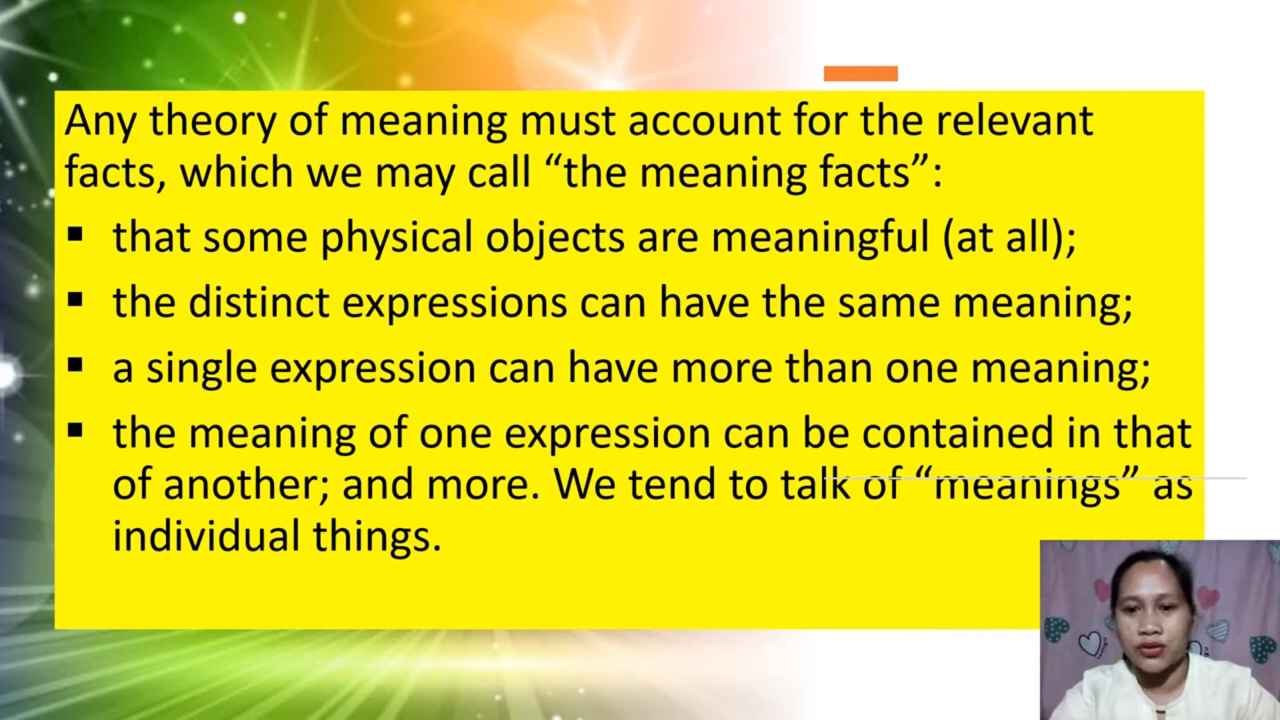 Any theory of meaning must account for the relevant
facts, which we may call “the meaning facts”:
▪ that some physical objects are meaningful (at all);
▪ the distinct expressions can have the same meaning;
▪ a single expression can have more than one meaning;
▪ the meaning of one expression can be contained in that
of another; and more. We tend to talk of “meanings” as
individual things.